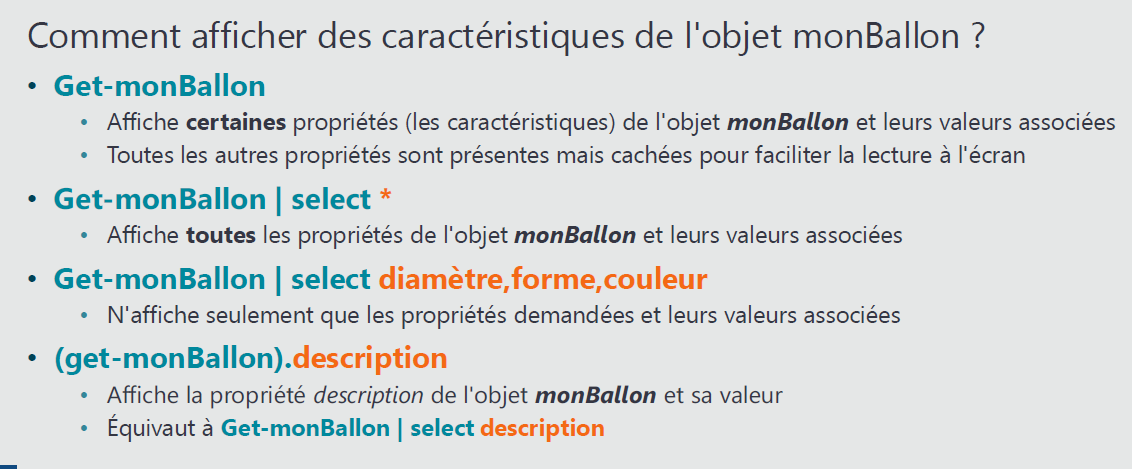 Comment afficher des caractéristiques de l'objet monBallon ?
• Get-monBallon
• Affiche certaines propriétés (les caractéristiques) de l'objet monBallon et leurs valeurs associées
• Toutes les autres propriétés sont présentes mais cachées pour faciliter la lecture à l'écran
• Get-monBallon | select *
• Affiche toutes les propriétés de l'objet monBallon et leurs valeurs associées
• Get-monBallon | select diamètre,forme,couleur
• N'affiche seulement que les propriétés demandées et leurs valeurs associées
• (get-monBallon).description
• Affiche la propriété description de l'objet monBallon et sa valeur
• Équivaut à Get-monBallon | select description